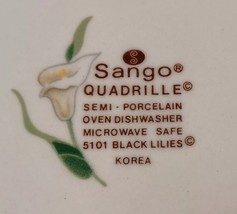 Sango®
QUADRILLE©
SEMI - PORCELAIN
OVEN DISHWASHER
MICROWAVE SAFE
5101 BLACK LILIES©
KOREA